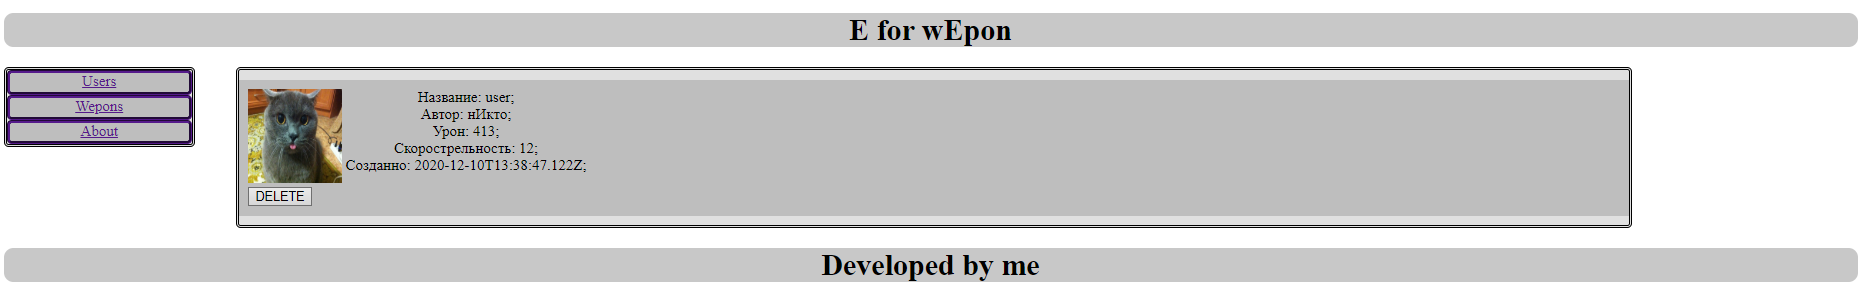 E for wEpon
Users
Wepons
About
Название: user;
Автор: нИкто;
Урон: 413;
Скорострельность: 12;
Созданно: 2020-12-10T13:38:47.122Z;
DELETE
Developed by me